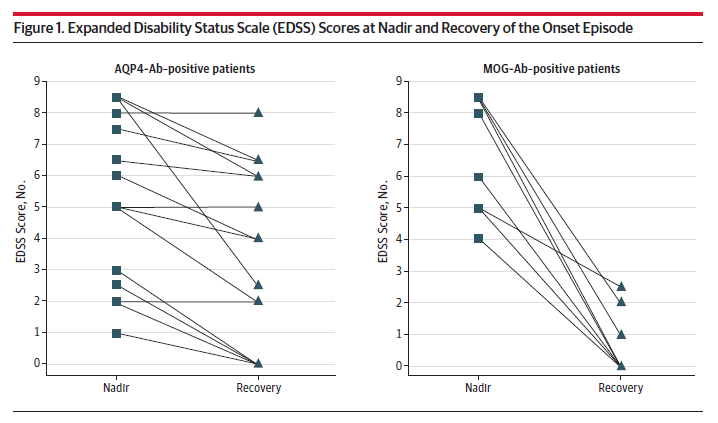 Figure 1. Expanded Disability Status Scale (EDSS) Scores at Nadir and Recovery of the Onset Episode
AQP4-Ab-positive patients
9
8
7
6
5
4
3
2
1
0
EDSS Score, No.
Nadir
Recovery
MOG-Ab-positive patients
9
8
7
6
5
4
3
2
1
0
EDSS Score, No.
Nadir
Recovery